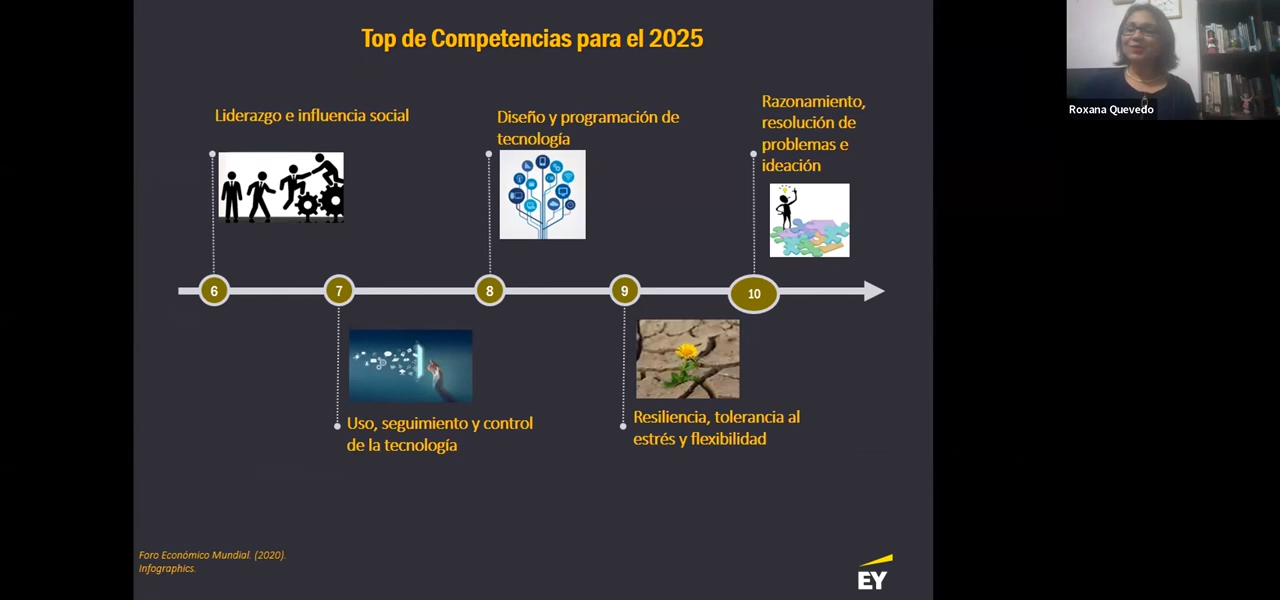 Top de Competencias para el 2025
Roxana Quevedo
Liderazgo e influencia social
Diseño y programación de
tecnología
Razonamiento,
resolución de
problemas e
ideación
6
7
8
9
10
Uso, seguimiento y control
de la tecnología
Resiliencia, tolerancia al
estrés y flexibilidad
Foro Económico Mundial. (2020).
Infographics.
EY